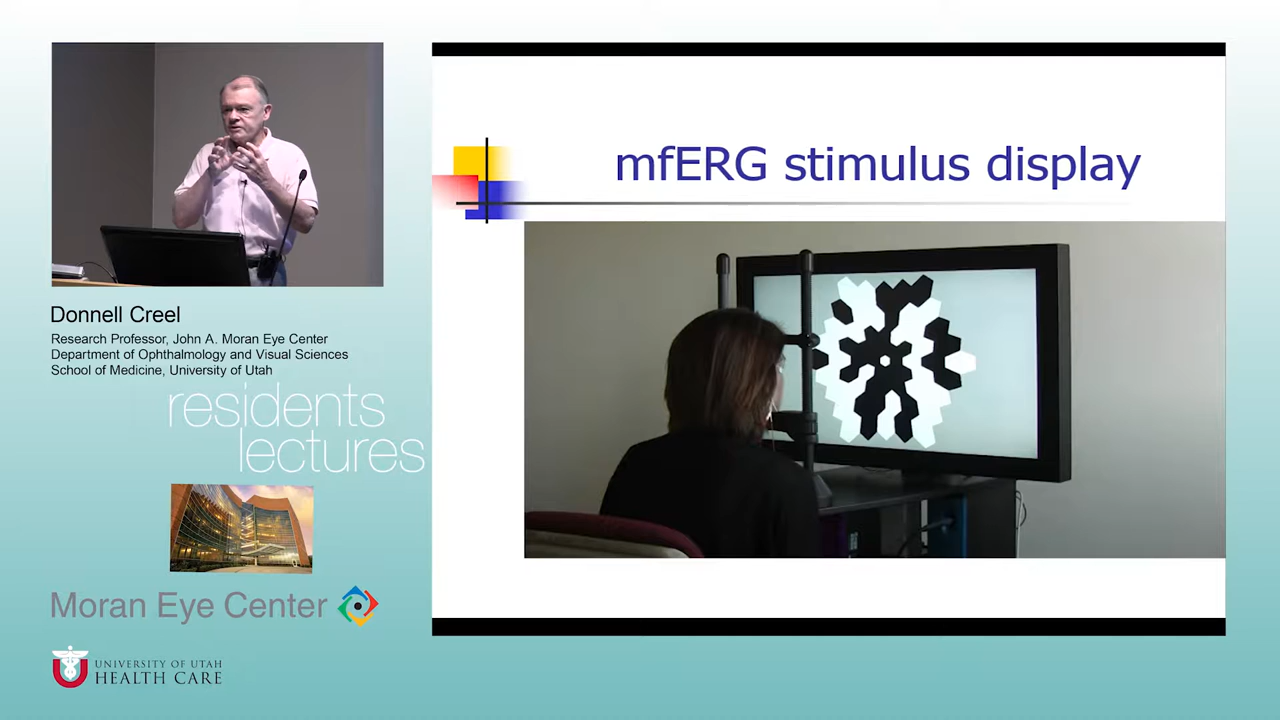 mfERG stimulus display
Donnell Creel
Research Professor, John A. Moran Eye Center
Department of Ophthalmology and Visual Sciences
School of Medicine, University of Utah
residents
lectures
Moran Eye Center
UNIVERSITY OF UTAH
HEALTH CARE